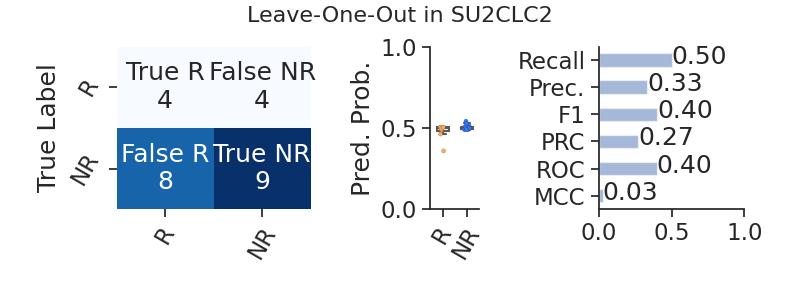 Leave-One-Out in SU2CLC2
True Label
R
NR
True R
4
False NR
4
False R
8
True NR
9
R
NR
Pred. Prob.
1.0
0.5
0.0
R
NR
Recall
0.50
Prec.
0.33
F1
0.40
PRC
0.27
ROC
0.40
MCC
0.03
0.0
0.5
1.0